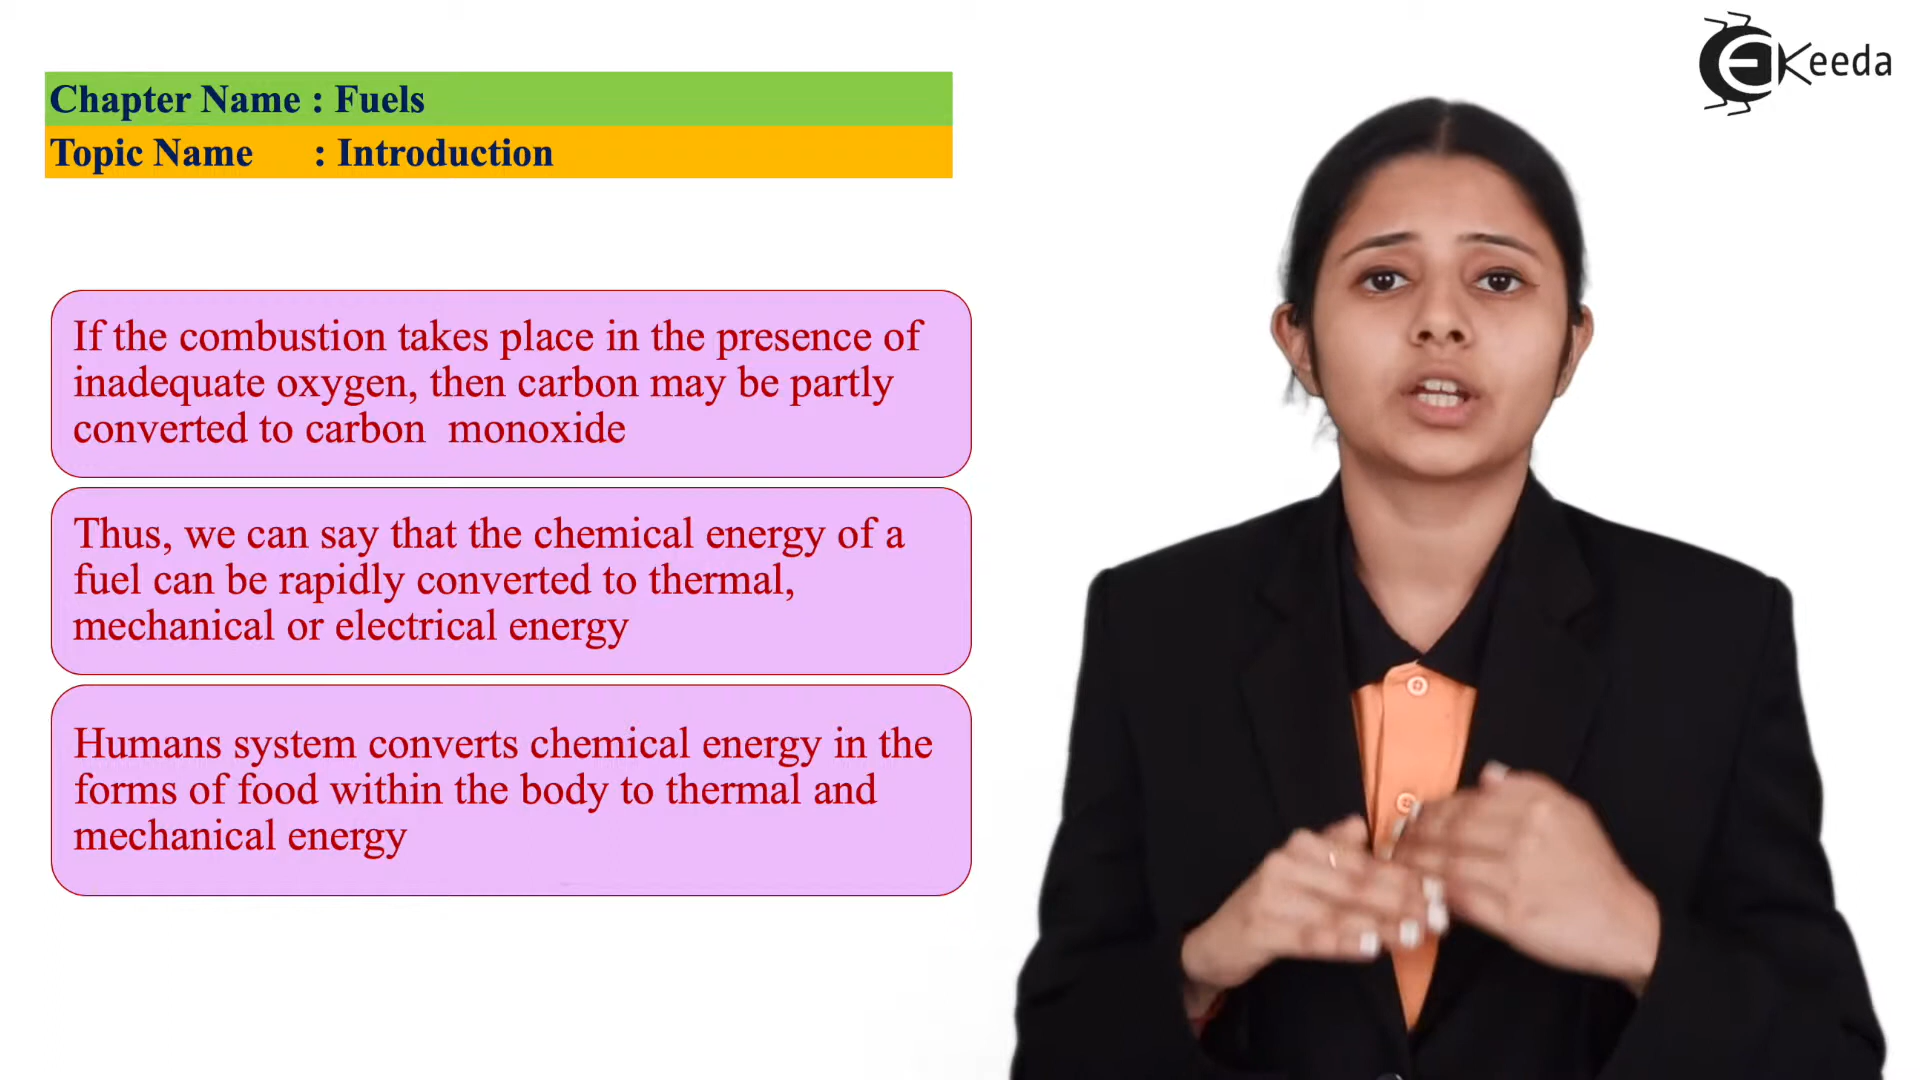 Chapter Name : Fuels
Topic Name : Introduction
Keeda
If the combustion takes place in the presence of
inadequate oxygen, then carbon may be partly
converted to carbon monoxide
Thus, we can say that the chemical energy of a
fuel can be rapidly converted to thermal,
mechanical or electrical energy
Humans system converts chemical energy in the
forms of food within the body to thermal and
mechanical energy